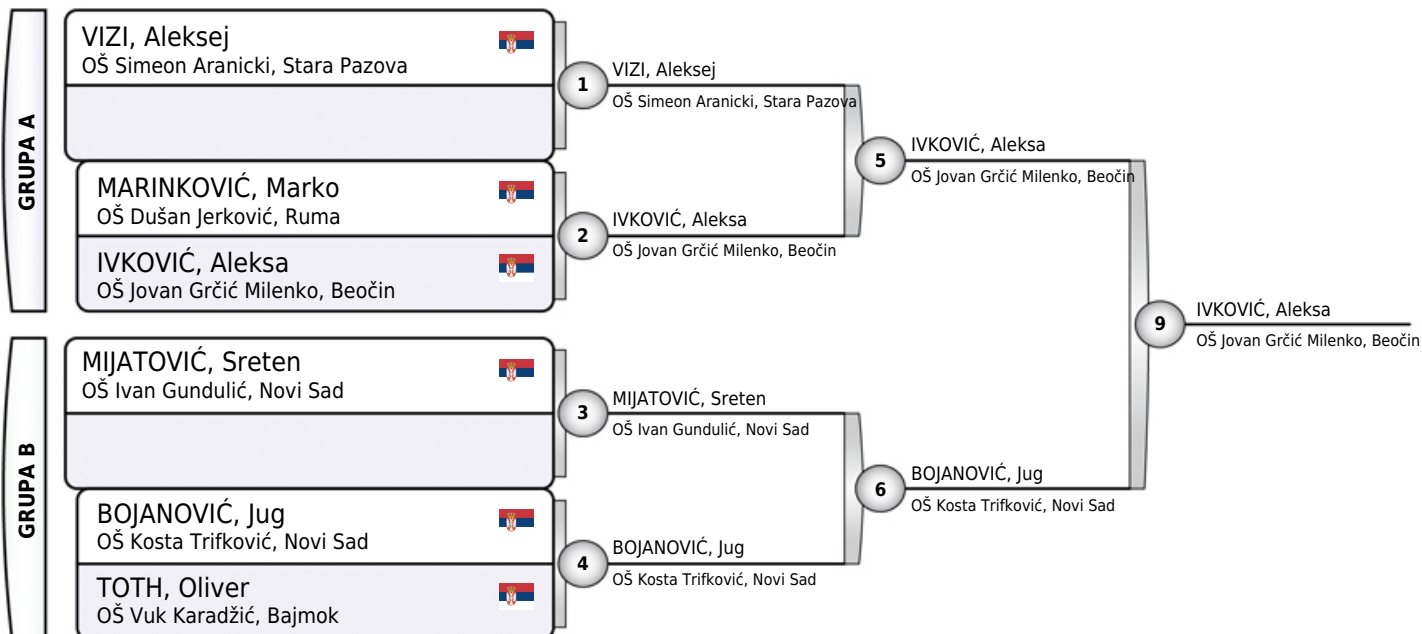 GRUPA A
VIZI, Aleksej
OŠ Simeon Aranicki, Stara Pazova
MARINKOVIĆ, Marko
OŠ Dušan Jerković, Ruma
IVKOVIĆ, Aleksa
OŠ Jovan Grčić Milenko, Beočin
GRUPA B
MIJATOVIĆ, Sreten
OŠ Ivan Gundulić, Novi Sad
BOJANOVIĆ, Jug
OŠ Kosta Trifković, Novi Sad
TOTH, Oliver
OŠ Vuk Karadžić, Bajmok
1
VIZI, Aleksej
OŠ Simeon Aranicki, Stara Pazova
2
IVKOVIĆ, Aleksa
OŠ Jovan Grčić Milenko, Beočin
3
MIJATOVIĆ, Sreten
OŠ Ivan Gundulić, Novi Sad
4
BOJANOVIĆ, Jug
OŠ Kosta Trifković, Novi Sad
5
IVKOVIĆ, Aleksa
OŠ Jovan Grčić Milenko, Beočin
6
BOJANOVIĆ, Jug
OŠ Kosta Trifković, Novi Sad
9
IVKOVIĆ, Aleksa
OŠ Jovan Grčić Milenko, Beočin